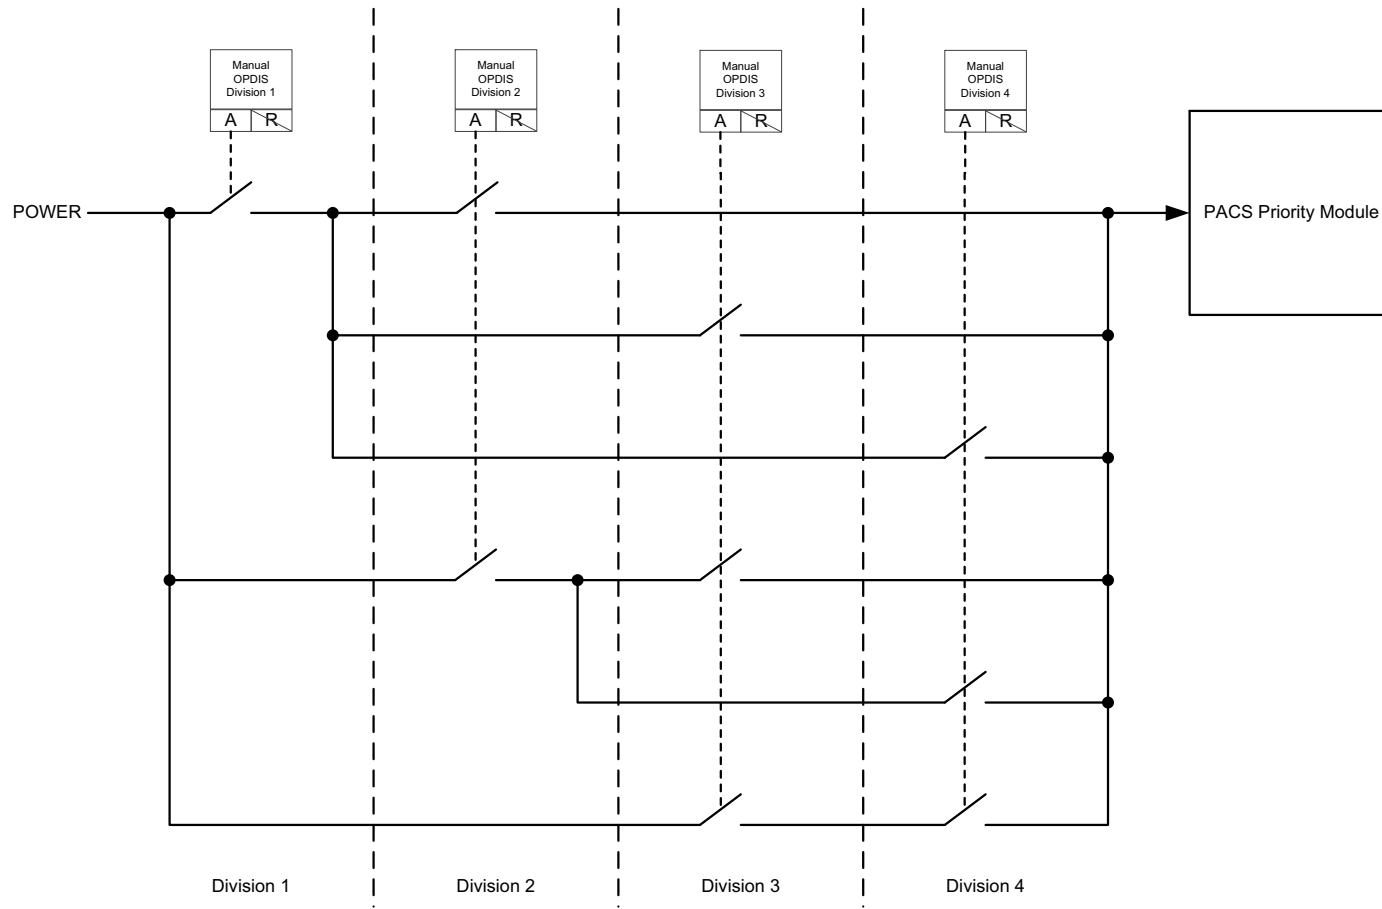 Manual
OPDIS
Division 1
A R
Manual
OPDIS
Division 2
A R
Manual
OPDIS
Division 3
A R
Manual
OPDIS
Division 4
A R
POWER
PACS Priority Module
Division 1
Division 2
Division 3
Division 4